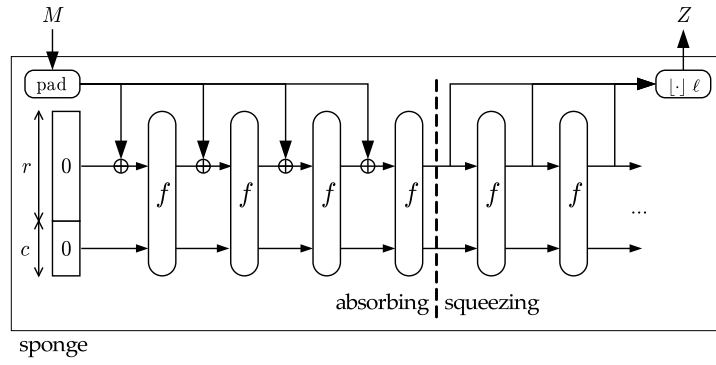 M Z
pad ⌊·⌋ ℓ
r 0 f f f f f f
...
c 0
absorbing squeezing
sponge